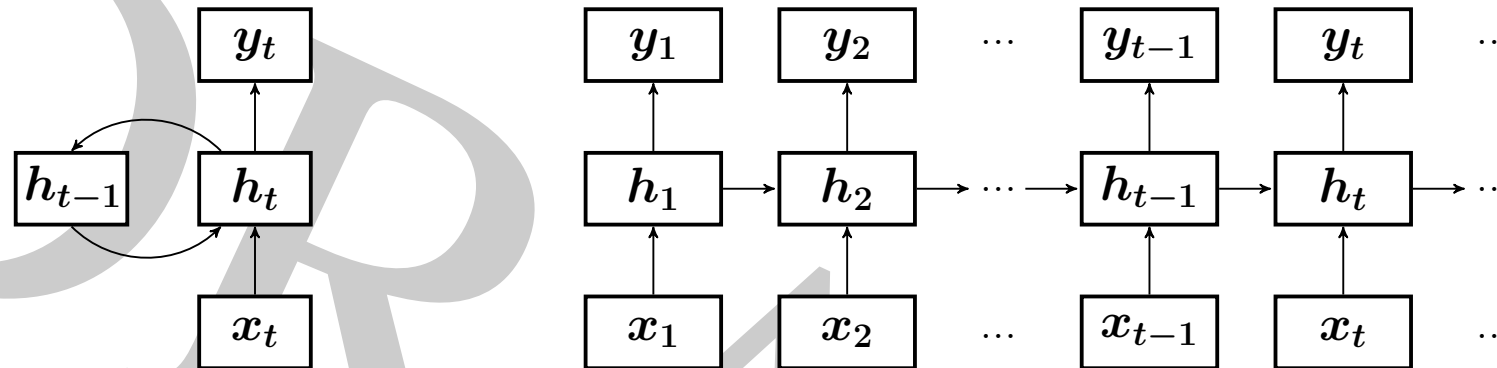 y_t y_1 y_2 ... y_{t-1} y_t ..
h_{t-1} h_t h_1 h_2 ... h_{t-1} h_t ..
x_t x_1 x_2 ... x_{t-1} x_t ..